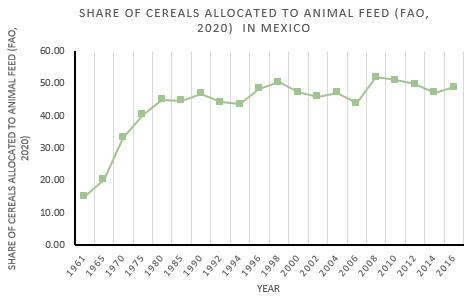 SHARE OF CEREALS ALLOCATED TO ANIMAL FEED (FAO,
2020) IN MEXICO
SHARE OF CEREALS ALLOCATED TO ANIMAL FEED (FAO,
2020)
60.00
50.00
40.00
30.00
20.00
10.00
0.00
1961 1965 1970 1975 1980 1985 1990 1992 1994 1996 1998 2000 2002 2004 2006 2008 2010 2012 2014 2016
YEAR